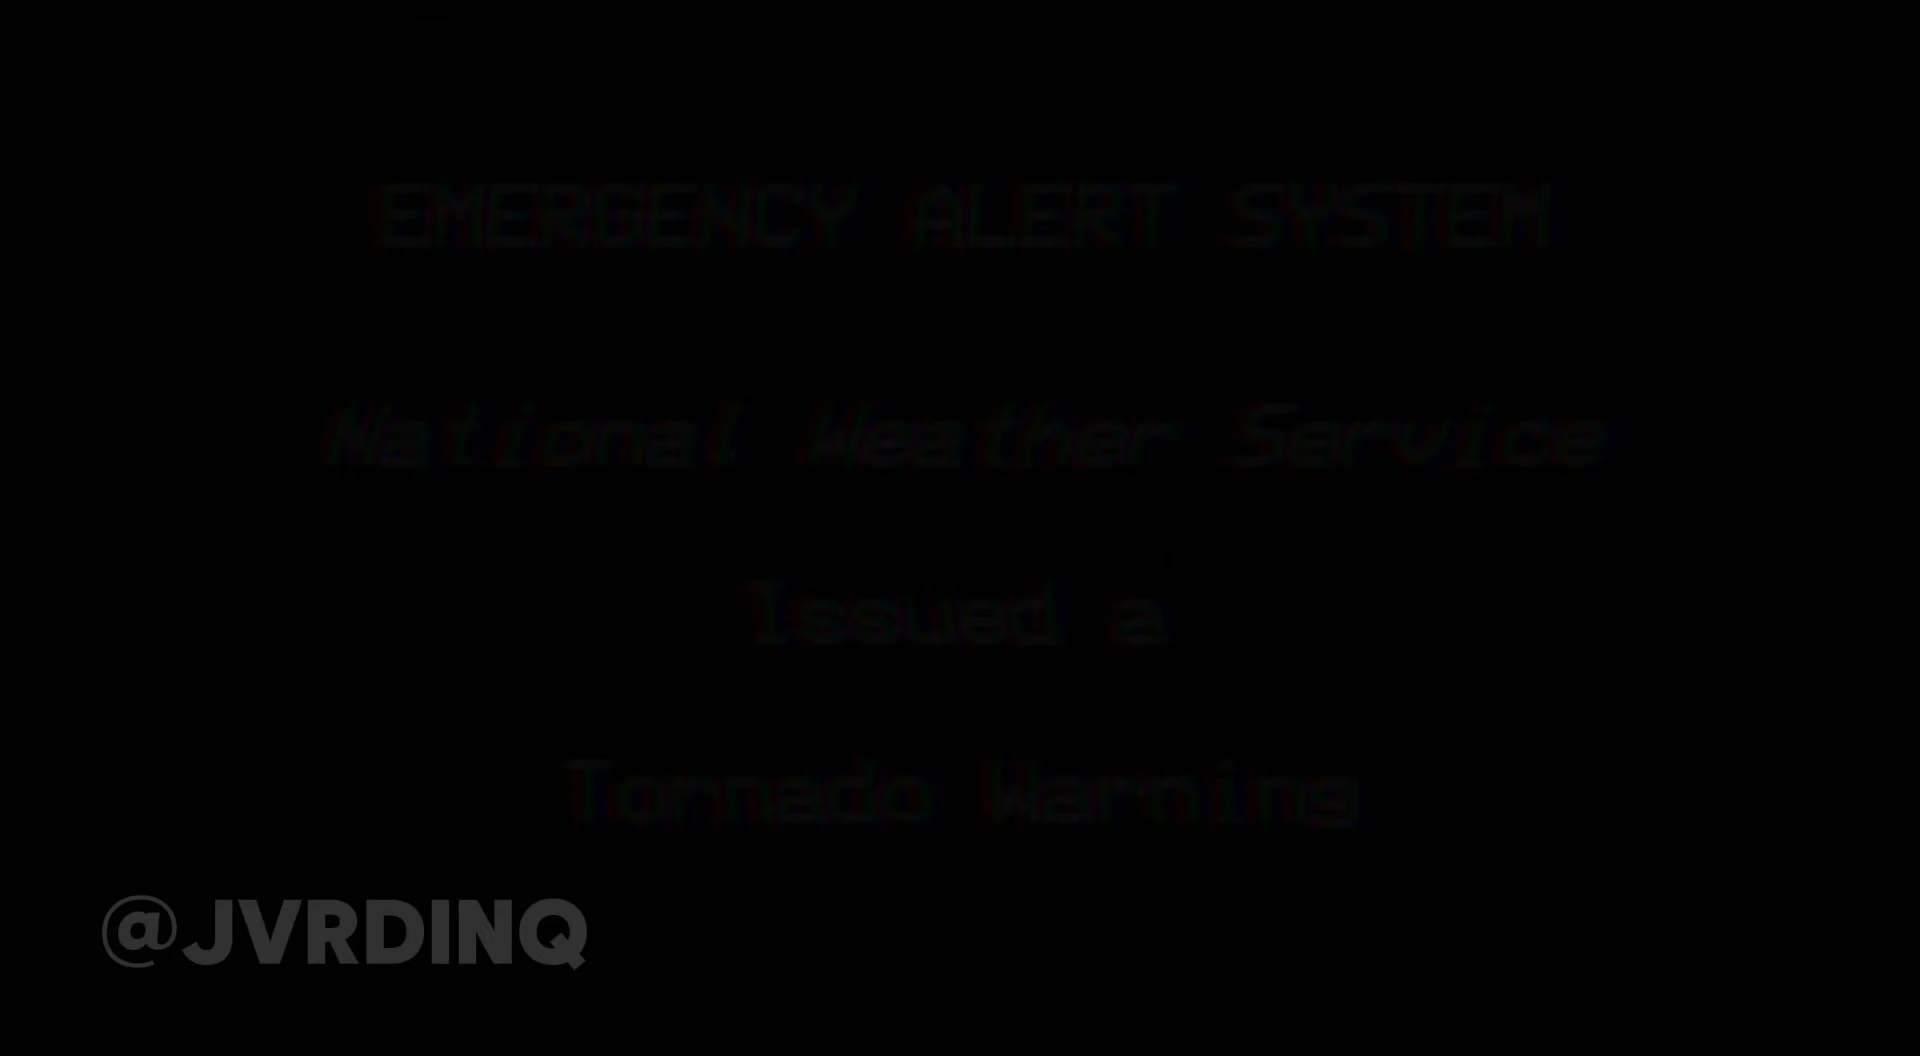 EMERGENCY ALERT SYSTEM
National Weather Service
Issued a
Tornado Warning
@JVRDINQ